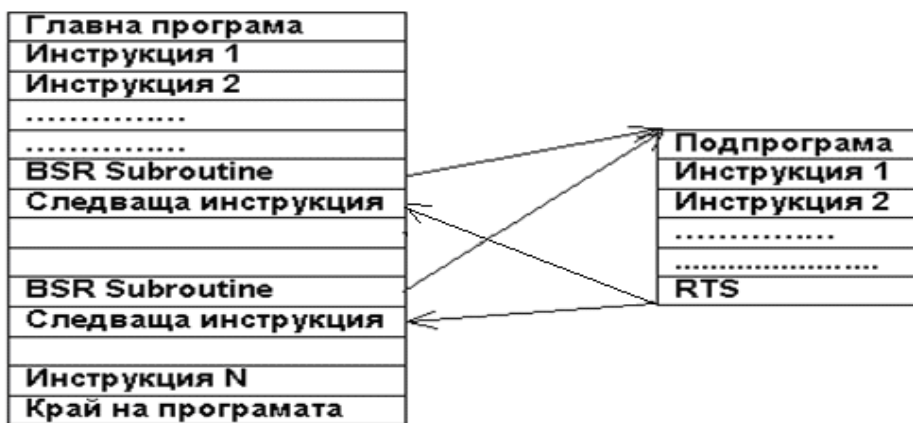 Главна програма
Инструкция 1
Инструкция 2
...............
...............
BSR Subroutine
Следваща инструкция
BSR Subroutine
Следваща инструкция
Инструкция N
Край на програмата
Подпрограма
Инструкция 1
Инструкция 2
...............
.......................
RTS